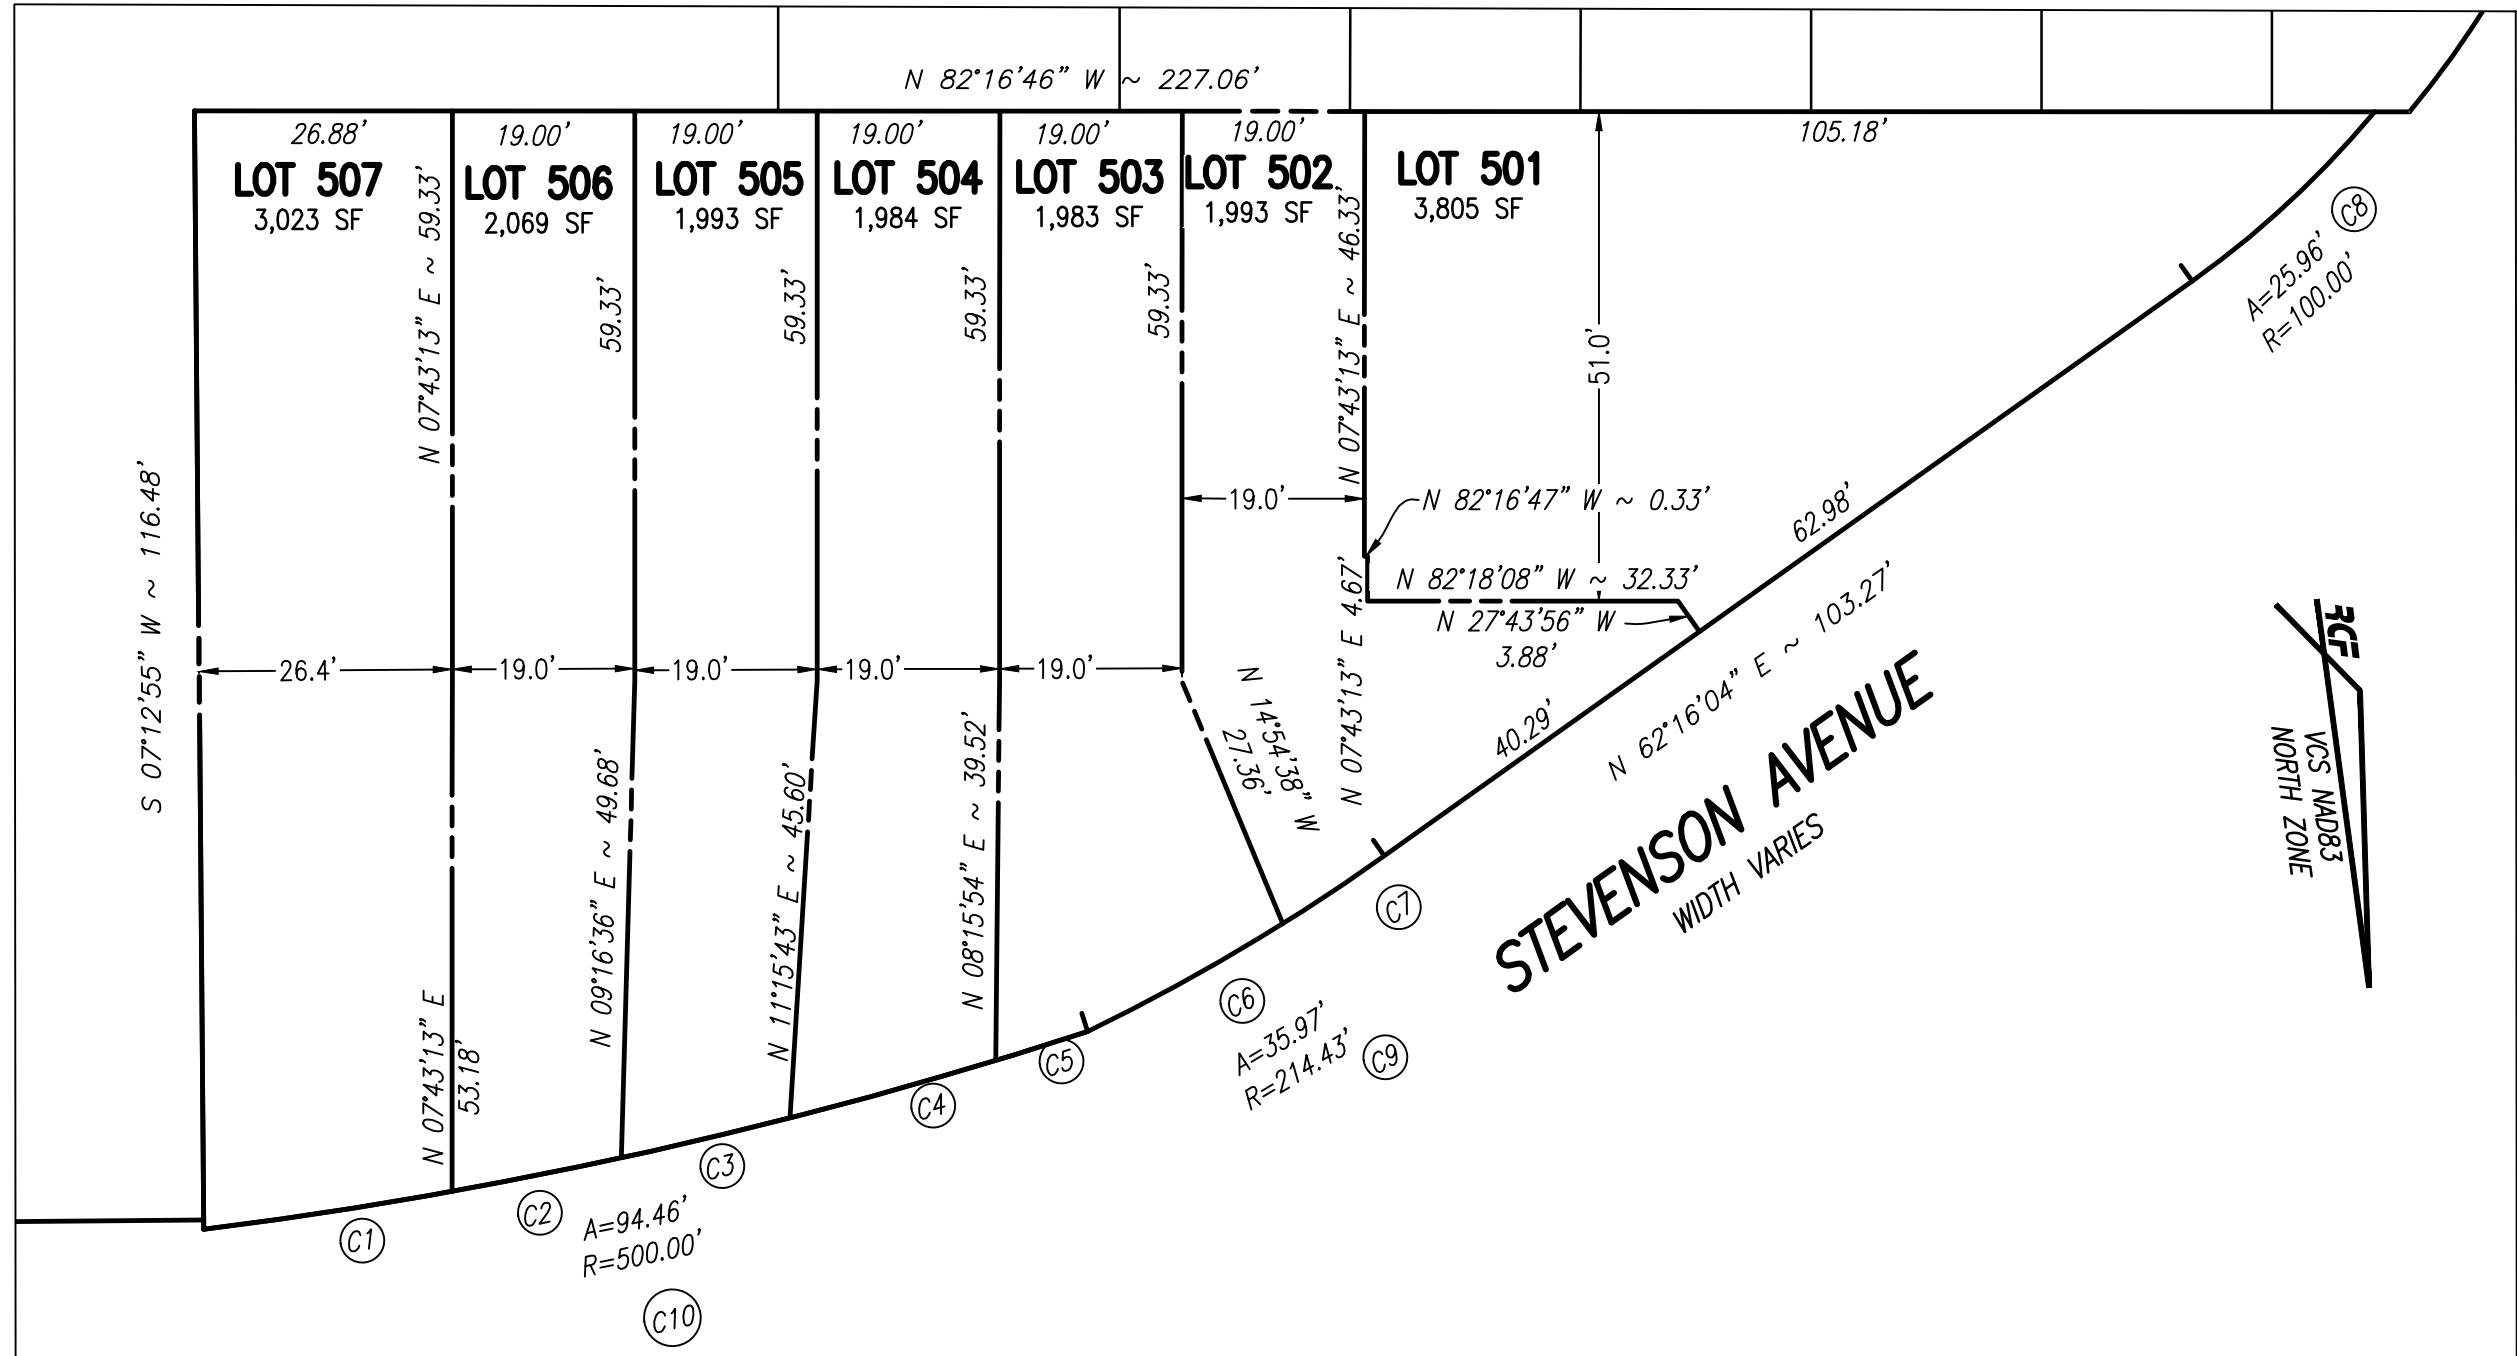 N 82°16'46" W ~ 227.06'
26.88'
19.00'
19.00'
19.00'
19.00'
19.00'
105.18'
LOT 507
3,023 SF
LOT 506
2,069 SF
LOT 505
1,993 SF
LOT 504
1,984 SF
LOT 503
1,983 SF
LOT 502
1,993 SF
LOT 501
3,805 SF
N 07°43'13" E ~ 59.33'
59.33'
59.33'
59.33'
59.33'
N 07°43'13" E ~ 46.33'
51.0'
C8
A=25.96'
R=100.00'
S 07°12'55" W ~ 116.48'
19.0'
N 82°16'47" W ~ 0.33'
N 82°18'08" W ~ 32.33'
N 27°43'56" W
3.88'
62.98'
26.4'
19.0'
19.0'
19.0'
19.0'
N 14°54'38" W
27.36'
N 07°43'13" E 4.67'
40.29'
N 62°16'04" E ~ 103.27'
STEVENSON AVENUE
WIDTH VARIES
RCF
VCS NAD83
NORTH ZONE
N 07°43'13" E
53.18'
N 09°16'36" E ~ 49.68'
N 11°15'43" E ~ 45.60'
N 08°15'54" E ~ 39.52'
C7
C6
A=35.97'
R=214.43'
C9
C5
C4
C3
C2
C1
A=94.46'
R=500.00'
C10